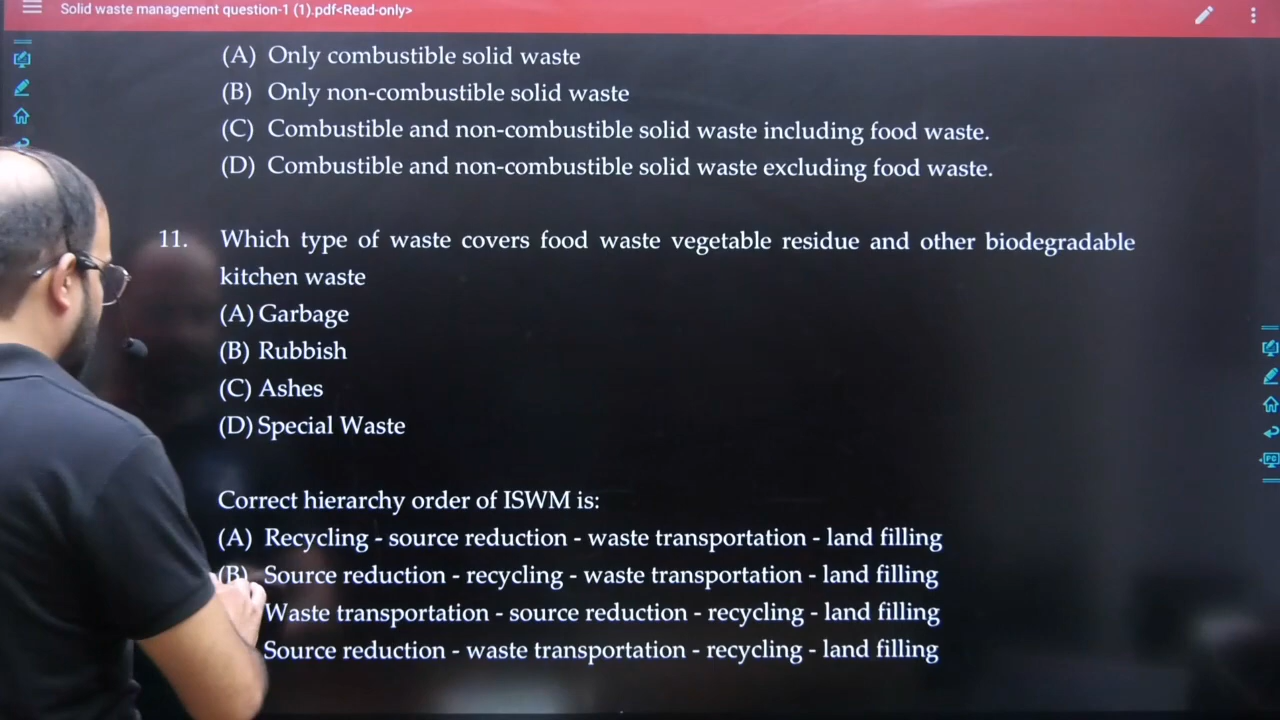 Solid waste management question-1 (1).pdf<Read-only>
(A) Only combustible solid waste
(B) Only non-combustible solid waste
(C) Combustible and non-combustible solid waste including food waste.
(D) Combustible and non-combustible solid waste excluding food waste.
11. Which type of waste covers food waste vegetable residue and other biodegradable
kitchen waste
(A) Garbage
(B) Rubbish
(C) Ashes
(D) Special Waste
Correct hierarchy order of ISWM is:
(A) Recycling - source reduction - waste transportation - land filling
(B) Source reduction - recycling - waste transportation - land filling
Waste transportation - source reduction - recycling - land filling
Source reduction - waste transportation - recycling - land filling
PC